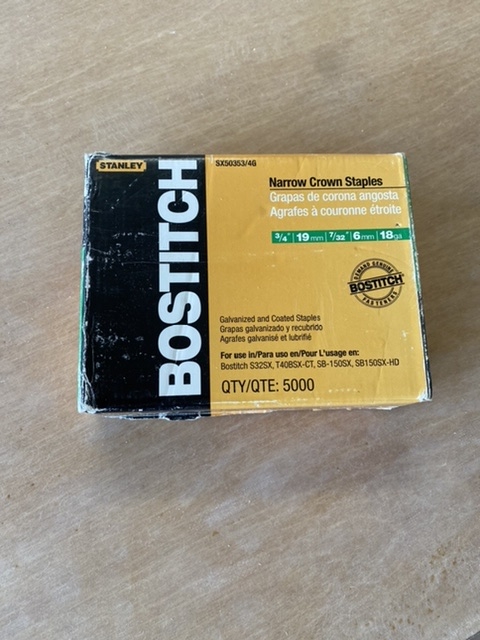 STANLEY
BOSTITCH
SX50353/4G
Narrow Crown Staples
Grapas de corona angosta
Agrafes à couronne étroite
3/4" | 19mm | 7/32" | 6mm | 18ga
DEMAND GENUINE
BOSTITCH
FASTENERS
Galvanized and Coated Staples
Grapas galvanizado y recubrido
Agrafes galvanisé et lubrifié
For use in/Para uso en/Pour L'usage en:
Bostitch S32SX, T40BSX-CT, SB-150SX, SB150SX-HD
QTY/QTE: 5000